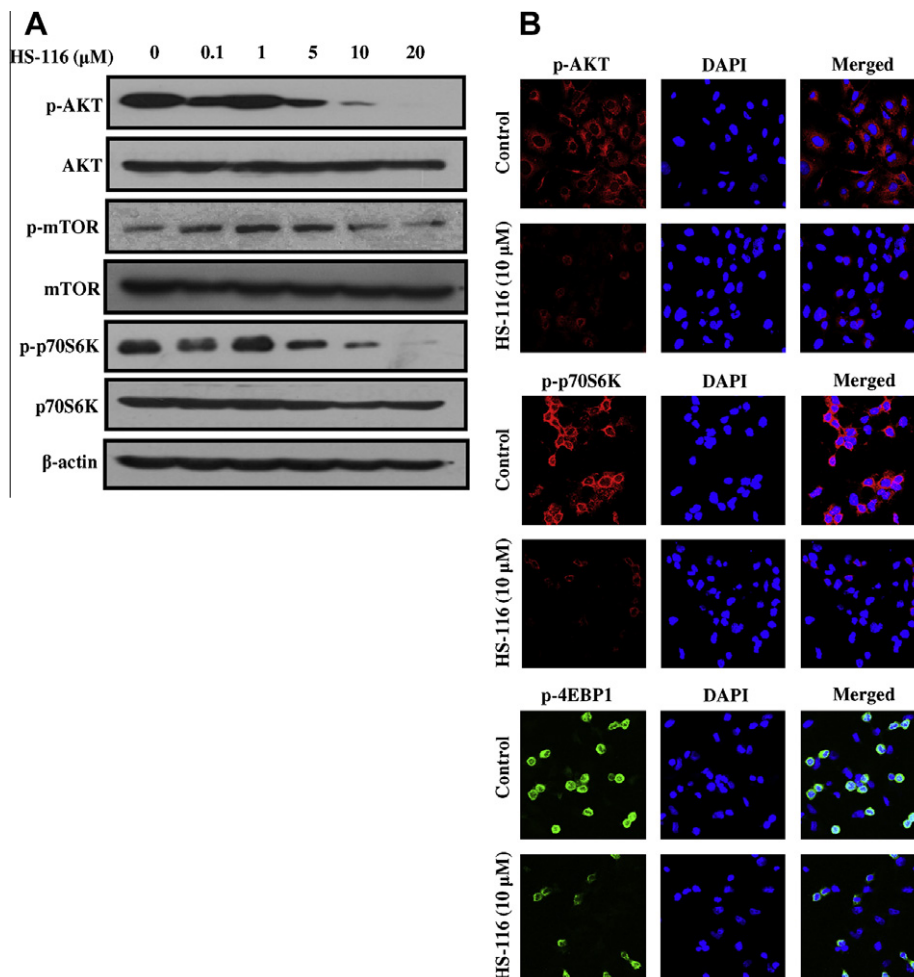 A
HS-116 (μM) 0 0.1 1 5 10 20
p-AKT
AKT
p-mTOR
mTOR
p-p70S6K
p70S6K
β-actin
B
p-AKT DAPI Merged
Control
HS-116 (10 μM)
p-p70S6K DAPI Merged
Control
HS-116 (10 μM)
p-4EBP1 DAPI Merged
Control
HS-116 (10 μM)